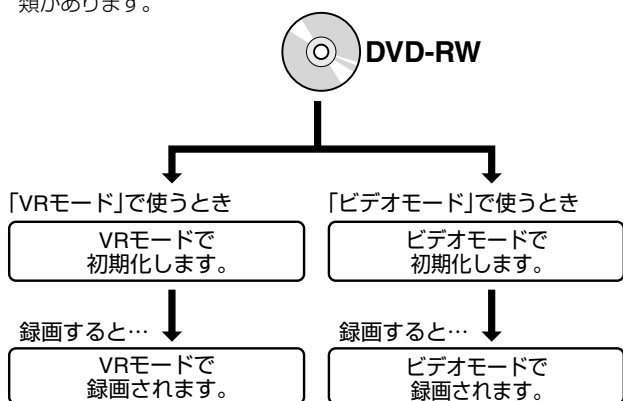 類があります。
DVD-RW
「VRモード」で使うとき
VRモードで
初期化します。
録画すると…
VRモードで
録画されます。
「ビデオモード」で使うとき
ビデオモードで
初期化します。
録画すると…
ビデオモードで
録画されます。